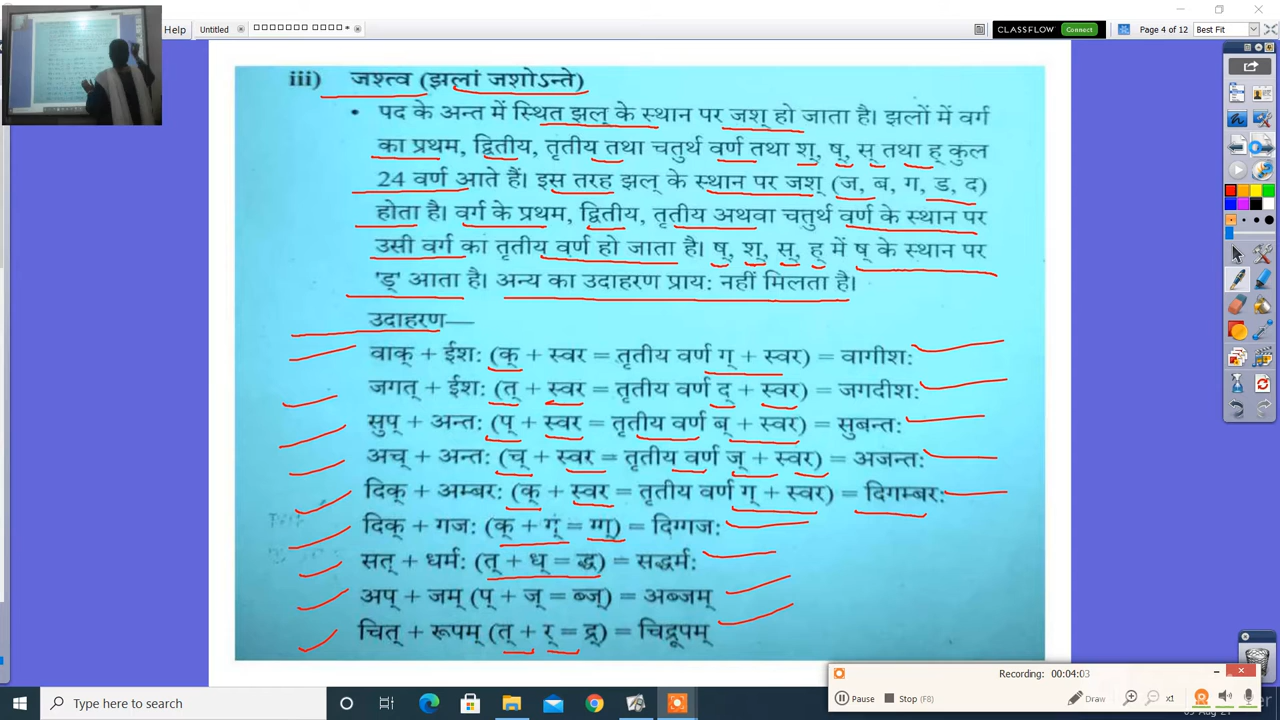 Help
Untitled
CLASSFLOW Connect
Page 4 of 12
Best Fit
iii) जश्त्व (झलां जशोऽन्ते)
• पद के अन्त में स्थित झल् के स्थान पर जश् हो जाता है। झलों में वर्ग
का प्रथम, द्वितीय, तृतीय तथा चतुर्थ वर्ण तथा श्, ष्, स् तथा ह् कुल
24 वर्ण आते हैं। इस तरह झल् के स्थान पर जश् (ज, ब, ग, ड, द)
होता है। वर्ग के प्रथम, द्वितीय, तृतीय अथवा चतुर्थ वर्ण के स्थान पर
उसी वर्ग का तृतीय वर्ण हो जाता है। ष्, श्, स्, ह् में ष् के स्थान पर
'ड्' आता है। अन्य का उदाहरण प्राय: नहीं मिलता है।
उदाहरण—
वाक् + ईश: (क् + स्वर = तृतीय वर्ण ग् + स्वर) = वागीश:
जगत् + ईश: (त् + स्वर = तृतीय वर्ण द् + स्वर) = जगदीश:
सुप् + अन्त: (प् + स्वर = तृतीय वर्ण ब् + स्वर) = सुबन्त:
अच् + अन्त: (च् + स्वर = तृतीय वर्ण ज् + स्वर) = अजन्त:
दिक् + अम्बर: (क् + स्वर = तृतीय वर्ण ग् + स्वर) = दिगम्बर:
दिक् + गज: (क् + ग् = ग्ग्) = दिग्गज:
सत् + धर्म: (त् + ध् = द्ध) = सद्धर्म:
अप् + जम् (प् + ज् = ब्ज्) = अब्जम्
चित् + रूपम् (त् + र् = द्र्) = चिद्रूपम्
Recording: 00:04:03
Pause Stop (F8) Draw x1
Type here to search